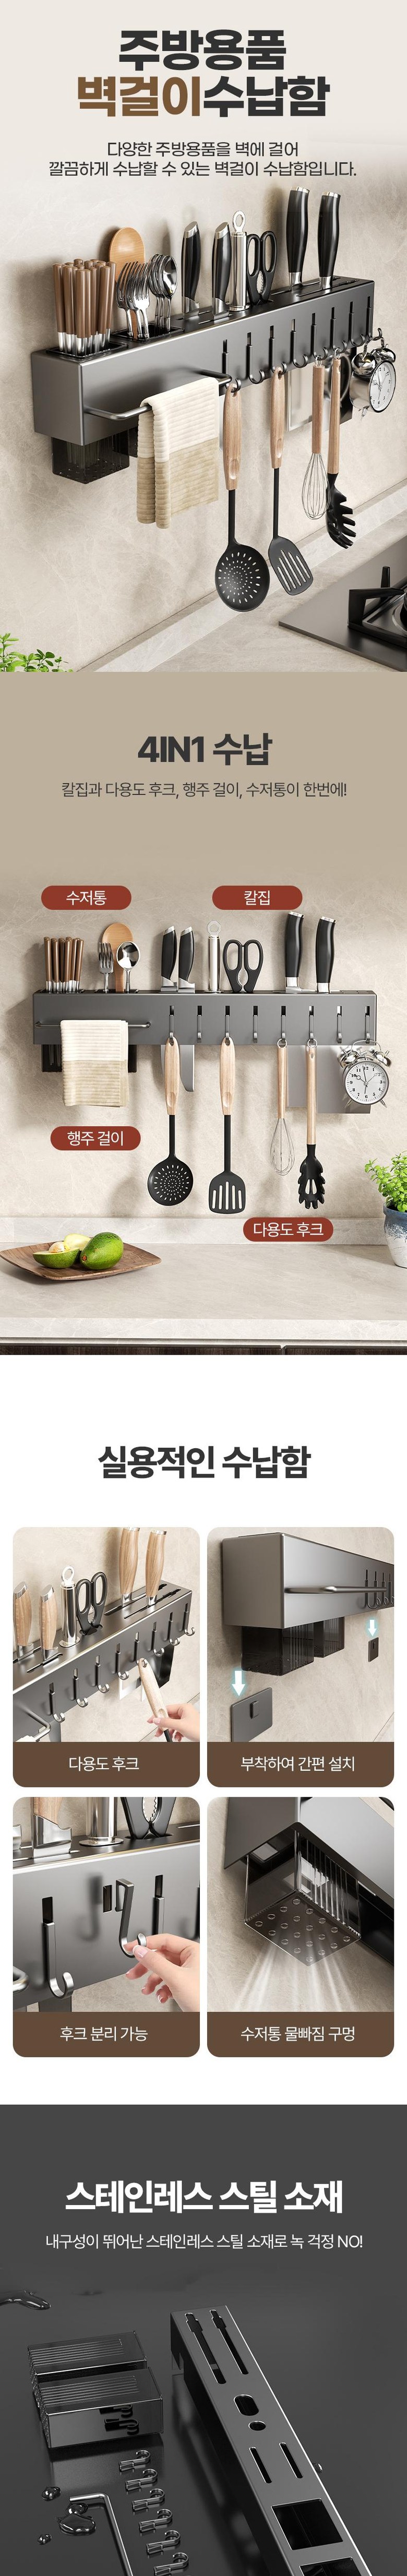 주방용품
벽걸이수납함
다양한 주방용품을 벽에 걸어
깔끔하게 수납할 수 있는 벽걸이 수납함입니다.
4IN1 수납
칼집과 다용도 후크, 행주 걸이, 수저통이 한번에!
수저통
칼집
행주 걸이
다용도 후크
실용적인 수납함
다용도 후크
부착하여 간편 설치
후크 분리 가능
수저통 물빠짐 구멍
스테인레스 스틸 소재
내구성이 뛰어난 스테인레스 스틸 소재로 녹 걱정 NO!